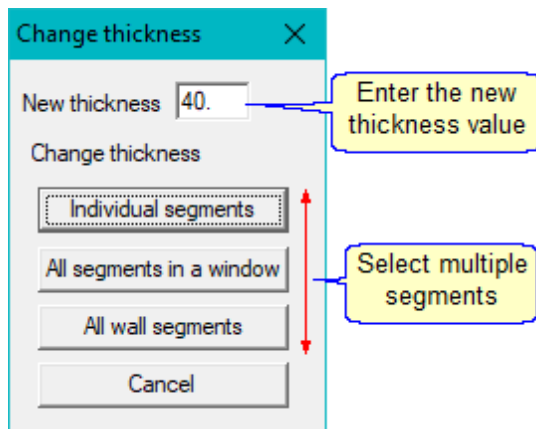 Change thickness
New thickness 40.
Enter the new
thickness value
Change thickness
Individual segments
All segments in a window
Select multiple
segments
All wall segments
Cancel